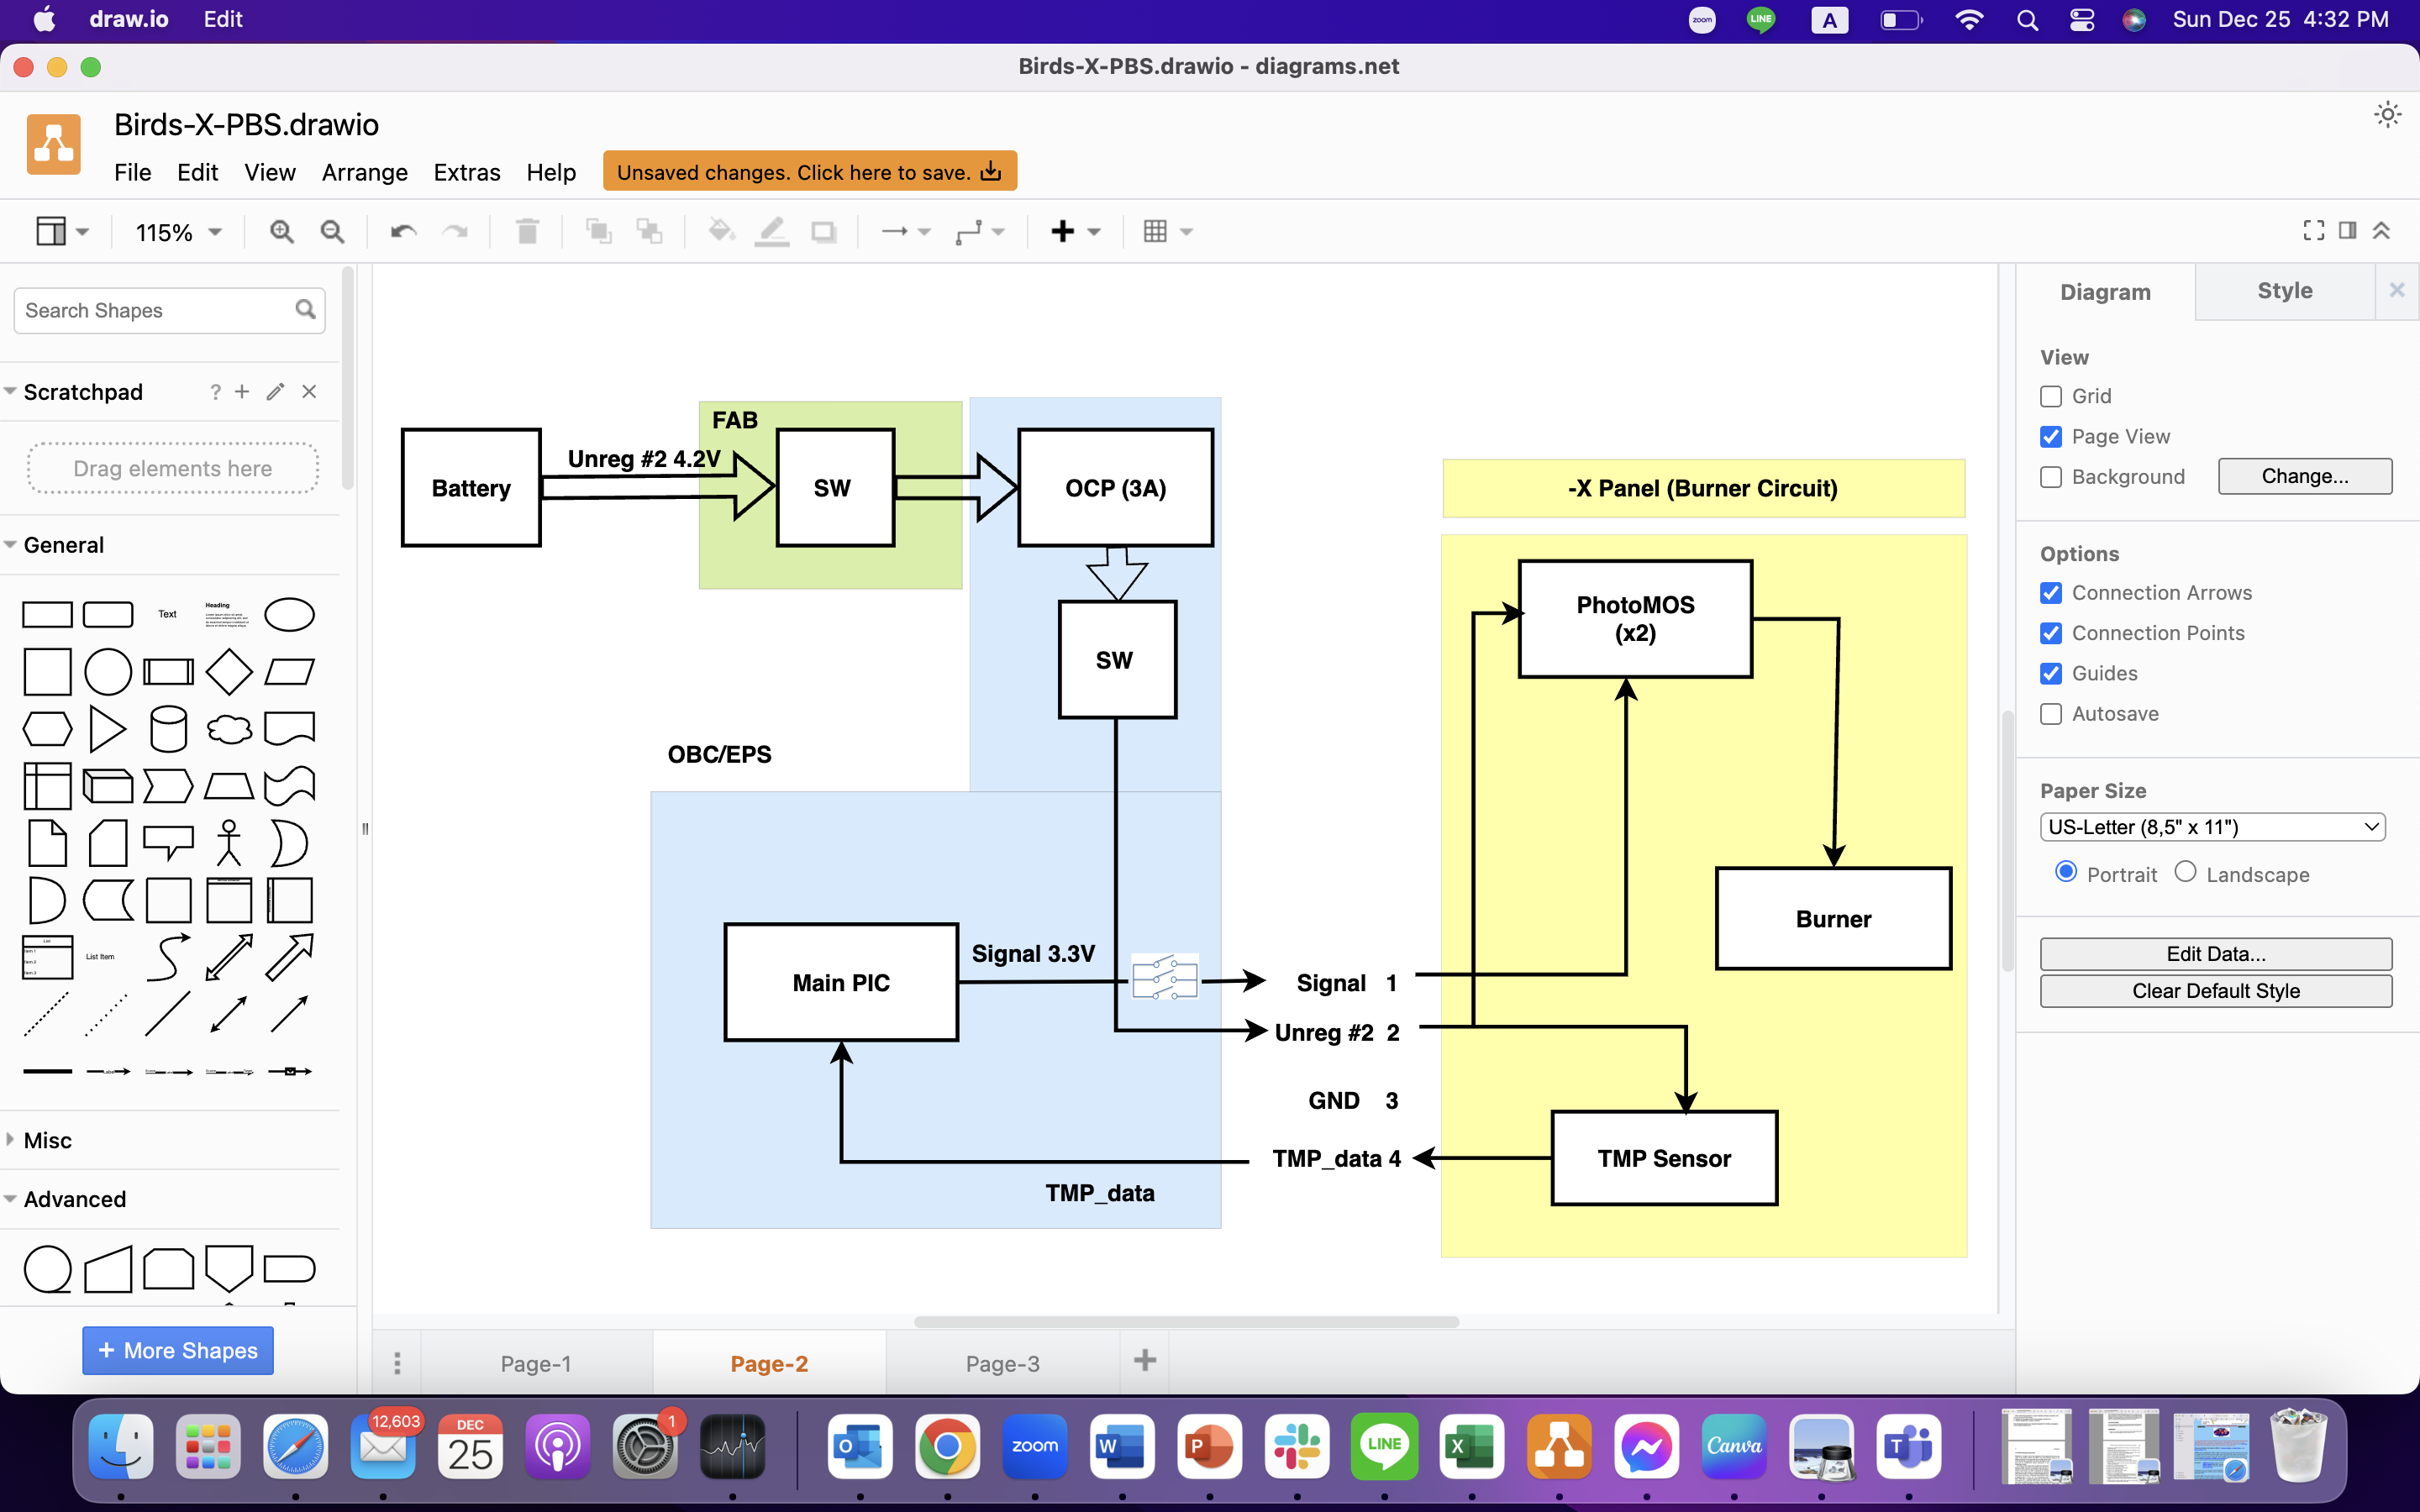 draw.io Edit
zoom LINE A Sun Dec 25 4:32 PM
Birds-X-PBS.drawio - diagrams.net
Birds-X-PBS.drawio
File Edit View Arrange Extras Help Unsaved changes. Click here to save.
115%
Search Shapes
Scratchpad ?
Drag elements here
General
Text
Heading
List Item
Misc
Advanced
+ More Shapes
FAB
Battery
Unreg #2 4.2V
SW
OCP (3A)
SW
OBC/EPS
Main PIC
Signal 3.3V
Signal 1
Unreg #2 2
GND 3
TMP_data 4
TMP_data
-X Panel (Burner Circuit)
PhotoMOS
(x2)
Burner
TMP Sensor
Page-1 Page-2 Page-3
Diagram Style
View
Grid
Page View
Background Change...
Options
Connection Arrows
Connection Points
Guides
Autosave
Paper Size
US-Letter (8,5" x 11")
Portrait Landscape
Edit Data...
Clear Default Style
12,603
DEC
25
1
O
zoom
W
P
LINE
X
Canva
T